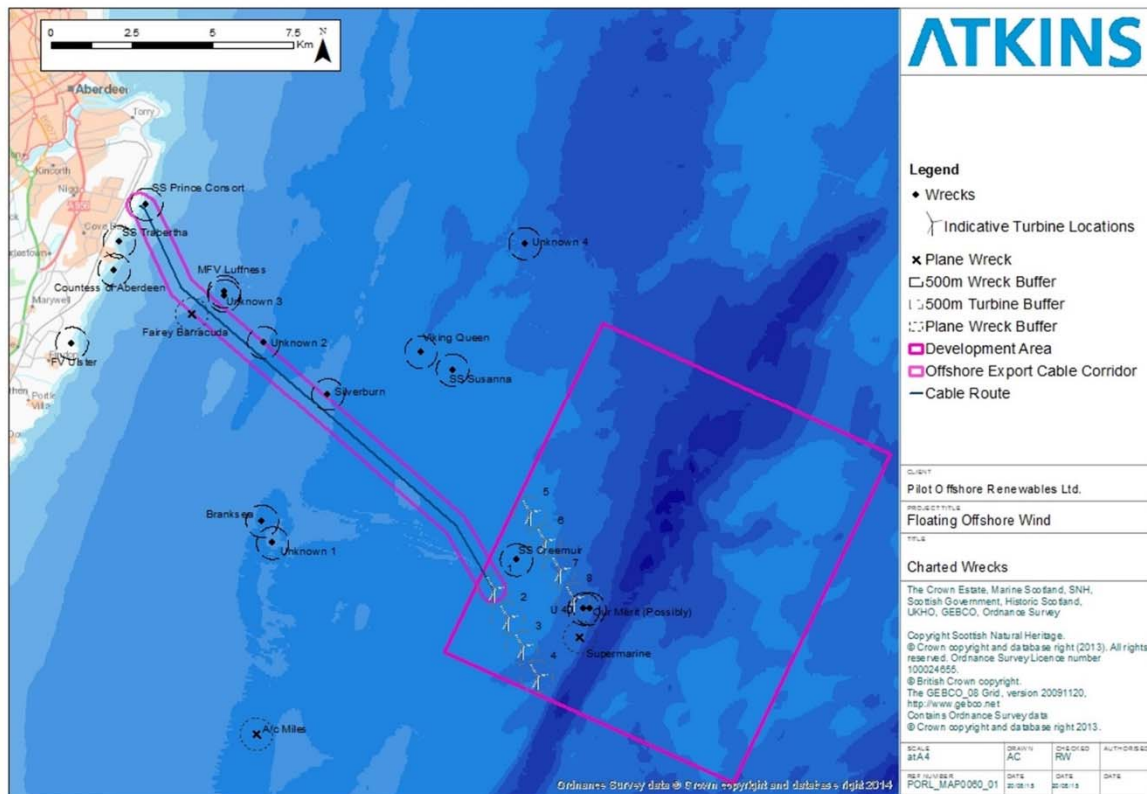 0 2.5 5 7.5
Km
N
Aberdeen
Torry
Kincorth
Nigg
SS Prince Consort
SS Trabertha
Countess of Aberdeen
MFV Luffness
Unknown 3
Fairey Barracuda
Unknown 2
Marywell
Findon
FV Ulster
Silverburn
Unknown 4
Viking Queen
SS Susanna
Branksea
Unknown 1
5
6
SS Creemuir
1
7
8
2
Our Merit (Possibly)
3
Supermarine
4
A/c Miles
Ordnance Survey data © Crown copyright and database right 2014
ATKINS
Legend
Wrecks
Indicative Turbine Locations
Plane Wreck
500m Wreck Buffer
500m Turbine Buffer
Plane Wreck Buffer
Development Area
Offshore Export Cable Corridor
Cable Route
CLIENT
Pilot Offshore Renewables Ltd.
PROJECT TITLE
Floating Offshore Wind
TITLE
Charted Wrecks
The Crown Estate, Marine Scotland, SNH,
Scottish Government, Historic Scotland,
UKHO, GEBCO, Ordnance Survey
Copyright Scottish Natural Heritage.
© Crown copyright and database right (2013). All rights
reserved. Ordnance Survey Licence number
100024655.
© British Crown copyright.
The GEBCO_08 Grid, version 20091120,
http://www.gebco.net
Contains Ordnance Survey data
© Crown copyright and database right 2013.
SCALE DRAWN CHECKED AUTHORISED
at A4 AC RW
REF NUMBER DATE DATE DATE
PORL_MAP0060_01